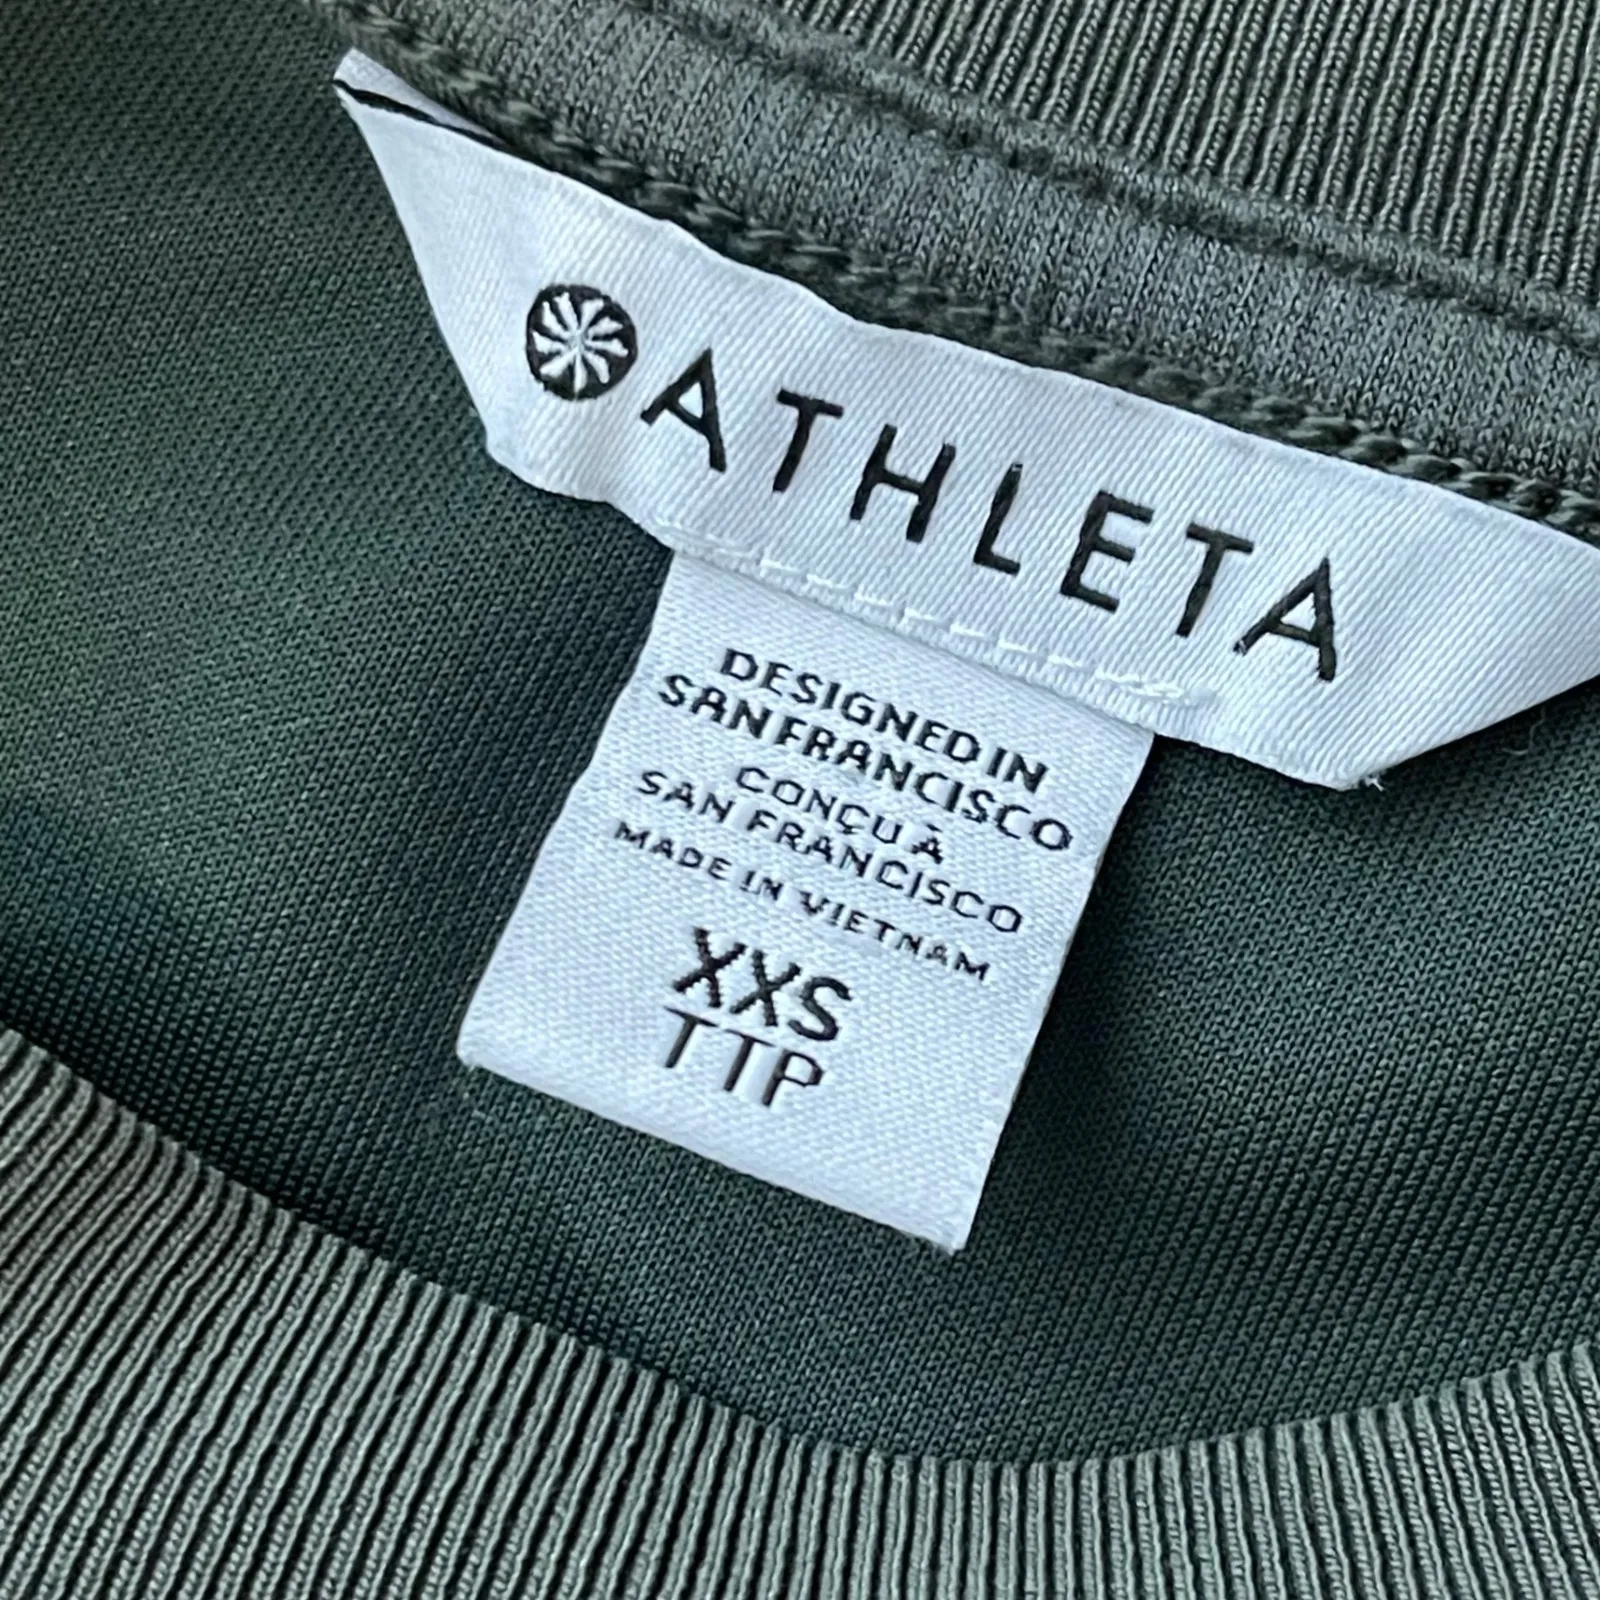 ATHLETA
DESIGNED IN
SAN FRANCISCO
CONÇU À
SAN FRANCISCO
MADE IN VIETNAM
XXS
TTP